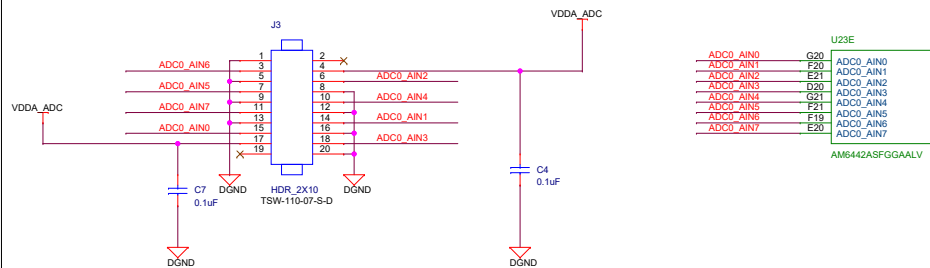 VDDA_ADC
J3
U23E
1 2
ADC0_AIN6 3 4
5 6 ADC0_AIN2
ADC0_AIN5 7 8
9 10 ADC0_AIN4
ADC0_AIN7 11 12
13 14 ADC0_AIN1
ADC0_AIN0 15 16
17 18 ADC0_AIN3
19 20
VDDA_ADC
ADC0_AIN0 G20 ADC0_AIN0
ADC0_AIN1 F20 ADC0_AIN1
ADC0_AIN2 E21 ADC0_AIN2
ADC0_AIN3 D20 ADC0_AIN3
ADC0_AIN4 G21 ADC0_AIN4
ADC0_AIN5 F21 ADC0_AIN5
ADC0_AIN6 F19 ADC0_AIN6
ADC0_AIN7 E20 ADC0_AIN7
AM6442ASFGGAALV
C7
0.1uF
DGND
HDR_2X10
TSW-110-07-S-D
DGND
C4
0.1uF
DGND
DGND